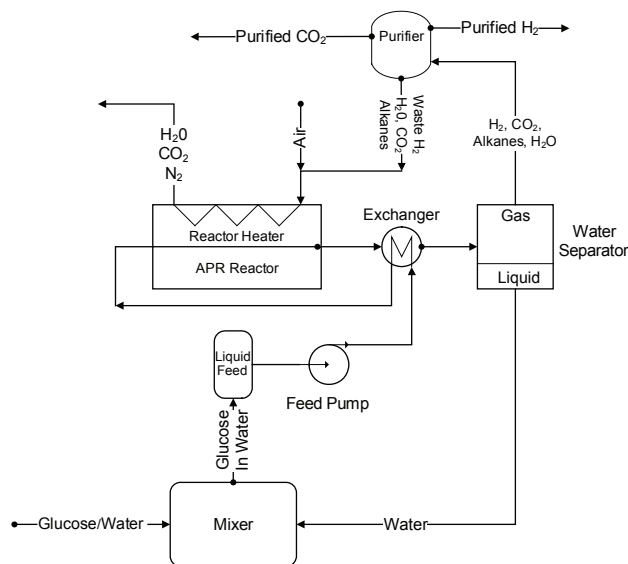 Purified CO2
Purifier
Purified H2
H20
CO2
N2
Air
Waste H2
H20, CO2
Alkanes
H2, CO2,
Alkanes, H2O
Reactor Heater
APR Reactor
Exchanger
Gas
Liquid
Water
Separator
Liquid
Feed
Feed Pump
Glucose
In Water
Glucose/Water
Mixer
Water